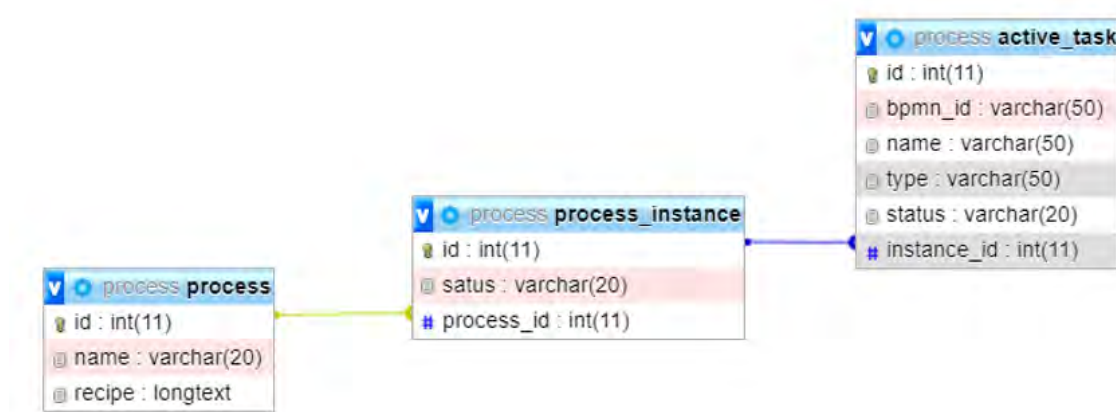 process process
id : int(11)
name : varchar(20)
recipe : longtext
process process_instance
id : int(11)
satus : varchar(20)
# process_id : int(11)
process active_task
id : int(11)
bpmn_id : varchar(50)
name : varchar(50)
type : varchar(50)
status : varchar(20)
# instance_id : int(11)